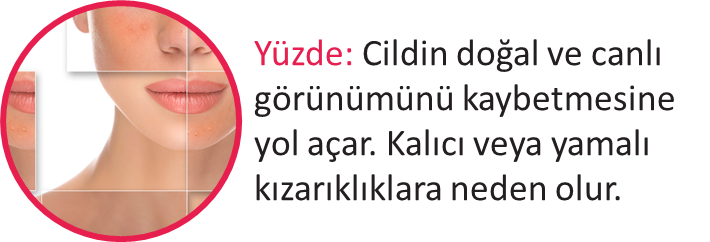 Yüzde: Cildin doğal ve canlı
görünümünü kaybetmesine
yol açar. Kalıcı veya yamalı
kızarıklıklara neden olur.